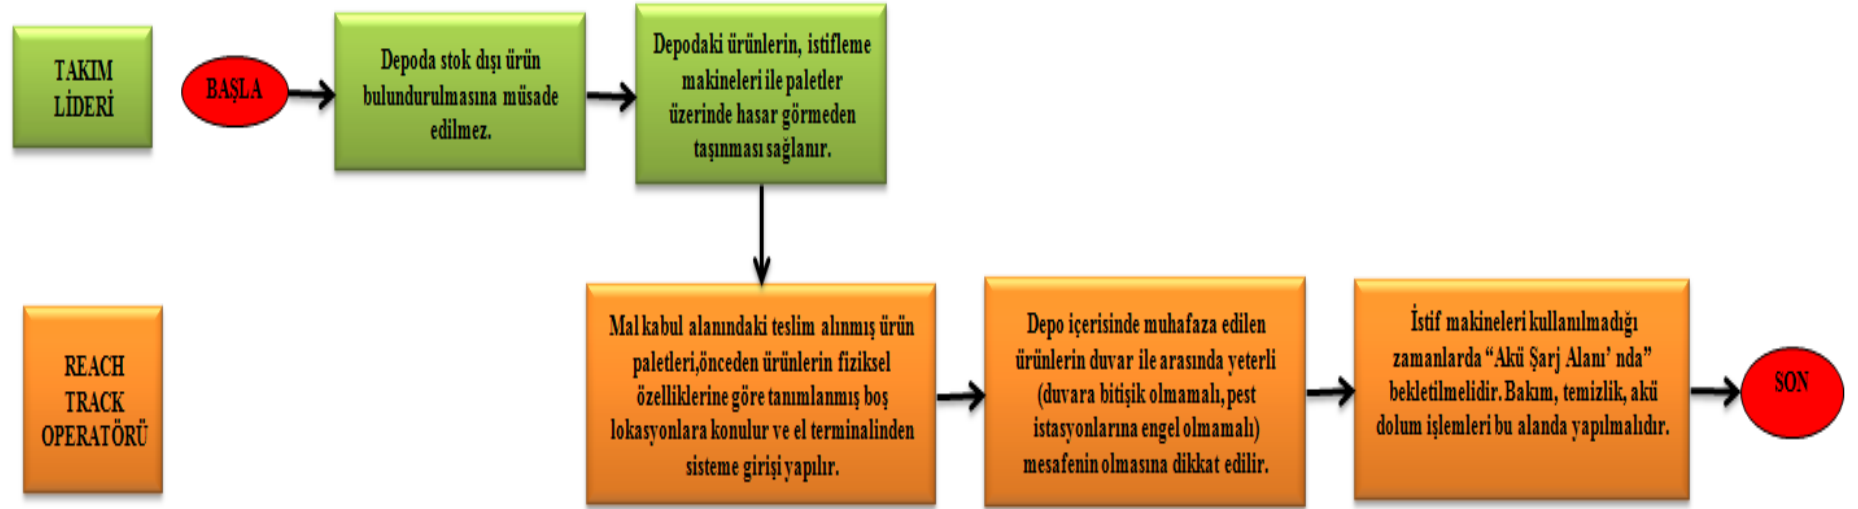 TAKIM
LİDERİ
BAŞLA
Depoda stok dışı ürün
bulundurulmasına müsade
edilmez.
Depodaki ürünlerin, istifleme
makineleri ile paletler
üzerinde hasar görmeden
taşınması sağlanır.
REACH
TRACK
OPERATÖRÜ
Mal kabul alanındaki teslim alınmış ürün
paletleri,önceden ürünlerin fiziksel
özelliklerine göre tanımlanmış boş
lokasyonlara konulur ve el terminalinden
sisteme girişi yapılır.
Depo içerisinde muhafaza edilen
ürünlerin duvar ile arasında yeterli
(duvara bitişik olmamalı, pest
istasyonlarına engel olmamalı)
mesafenin olmasına dikkat edilir.
İstif makineleri kullanılmadığı
zamanlarda “Akü Şarj Alanı’ nda”
bekletilmelidir. Bakım, temizlik, akü
dolum işlemleri bu alanda yapılmalıdır.
SON